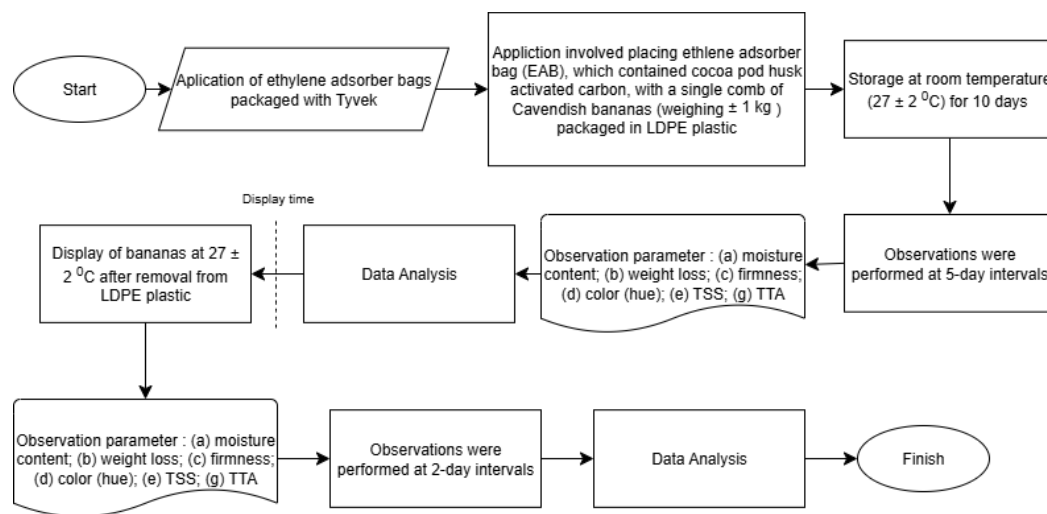 Start
Aplication of ethylene adsorber bags
packaged with Tyvek
Appliction involved placing ethlene adsorber
bag (EAB), which contained cocoa pod husk
activated carbon, with a single comb of
Cavendish bananas (weighing ± 1 kg )
packaged in LDPE plastic
Storage at room temperature
(27 ± 2 ⁰C) for 10 days
Display time
Display of bananas at 27 ±
2 ⁰C after removal from
LDPE plastic
Data Analysis
Observation parameter : (a) moisture
content; (b) weight loss; (c) firmness;
(d) color (hue); (e) TSS; (g) TTA
Observations were
performed at 5-day intervals
Observation parameter : (a) moisture
content; (b) weight loss; (c) firmness;
(d) color (hue); (e) TSS; (g) TTA
Observations were
performed at 2-day intervals
Data Analysis
Finish